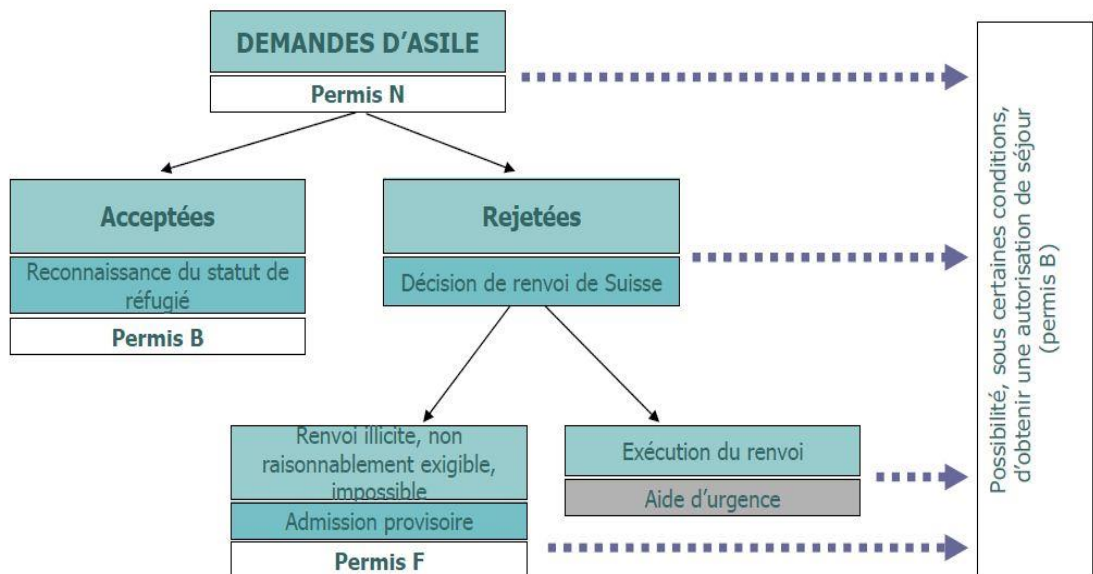 DEMANDES D'ASILE
Permis N
Acceptées
Reconnaissance du statut de
réfugié
Permis B
Rejetées
Décision de renvoi de Suisse
Renvoi illicite, non
raisonnablement exigible,
impossible
Admission provisoire
Permis F
Exécution du renvoi
Aide d'urgence
Possibilité, sous certaines conditions,
d'obtenir une autorisation de séjour
(permis B)